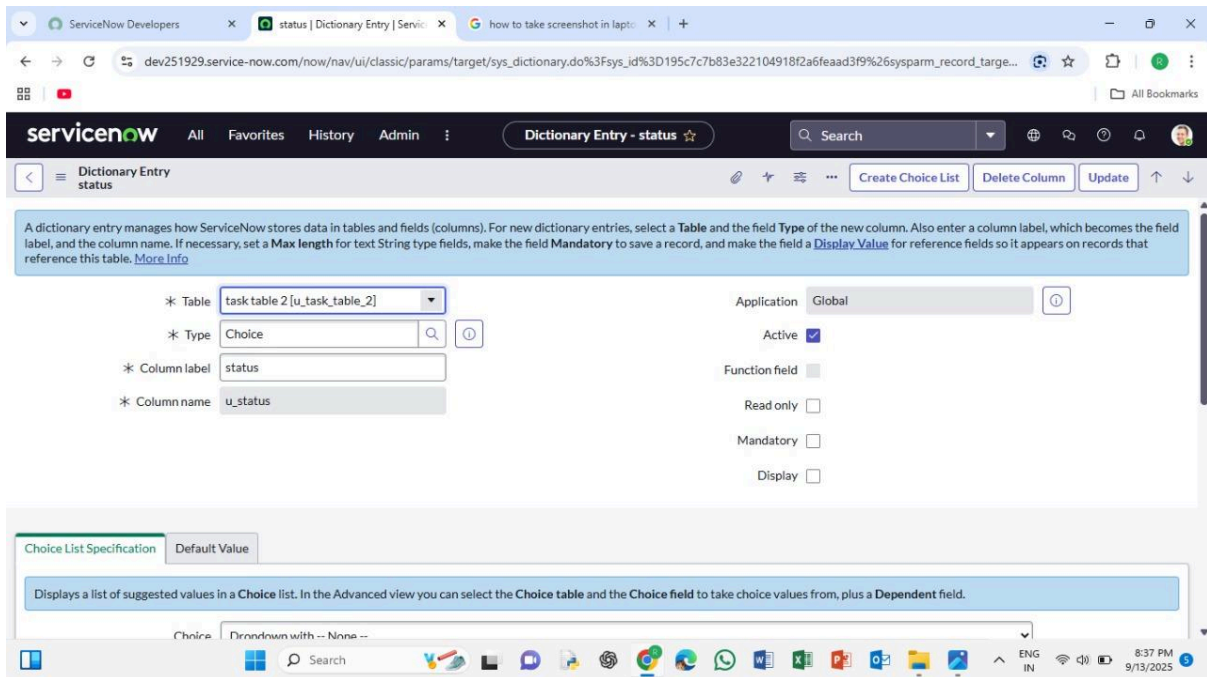 ServiceNow Developers
status | Dictionary Entry | Servic
how to take screenshot in lapto
dev251929.service-now.com/now/nav/ui/classic/params/target/sys_dictionary.do%3Fsys_id%3D195c7c7b83e322104918f2a6feaad3f9%26sysparm_record_targe...
R
All Bookmarks
servicenow All Favorites History Admin Dictionary Entry - status Search
Dictionary Entry
status
Create Choice List Delete Column Update
A dictionary entry manages how ServiceNow stores data in tables and fields (columns). For new dictionary entries, select a Table and the field Type of the new column. Also enter a column label, which becomes the field
label, and the column name. If necessary, set a Max length for text String type fields, make the field Mandatory to save a record, and make the field a Display Value for reference fields so it appears on records that
reference this table. More Info
Table task table 2 [u_task_table_2]
Type Choice
Column label status
Column name u_status
Application Global
Active
Function field
Read only
Mandatory
Display
Choice List Specification Default Value
Displays a list of suggested values in a Choice list. In the Advanced view you can select the Choice table and the Choice field to take choice values from, plus a Dependent field.
Choice Dropdown with -- None --
Search
ENG
IN
8:37 PM
9/13/2025
5